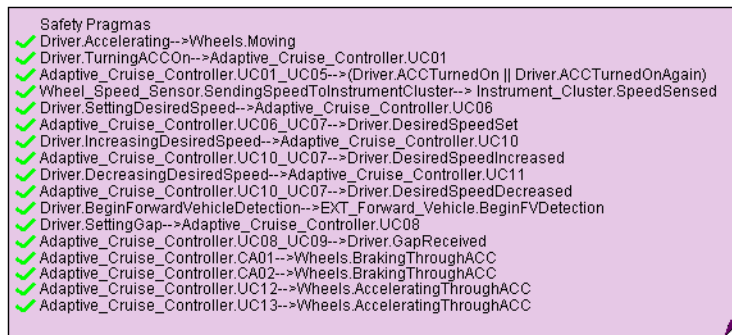 Safety Pragmas
Driver.Accelerating-->Wheels.Moving
Driver.TurningACCOn-->Adaptive_Cruise_Controller.UC01
Adaptive_Cruise_Controller.UC01_UC05-->(Driver.ACCTurnedOn || Driver.ACCTurnedOnAgain)
Wheel_Speed_Sensor.SendingSpeedToInstrumentCluster--> Instrument_Cluster.SpeedSensed
Driver.SettingDesiredSpeed-->Adaptive_Cruise_Controller.UC06
Adaptive_Cruise_Controller.UC06_UC07-->Driver.DesiredSpeedSet
Driver.IncreasingDesiredSpeed-->Adaptive_Cruise_Controller.UC10
Adaptive_Cruise_Controller.UC10_UC07-->Driver.DesiredSpeedIncreased
Driver.DecreasingDesiredSpeed-->Adaptive_Cruise_Controller.UC11
Adaptive_Cruise_Controller.UC10_UC07-->Driver.DesiredSpeedDecreased
Driver.BeginForwardVehicleDetection-->EXT_Forward_Vehicle.BeginFVDetection
Driver.SettingGap-->Adaptive_Cruise_Controller.UC08
Adaptive_Cruise_Controller.UC08_UC09-->Driver.GapReceived
Adaptive_Cruise_Controller.CA01-->Wheels.BrakingThroughACC
Adaptive_Cruise_Controller.CA02-->Wheels.BrakingThroughACC
Adaptive_Cruise_Controller.UC12-->Wheels.AcceleratingThroughACC
Adaptive_Cruise_Controller.UC13-->Wheels.AcceleratingThroughACC